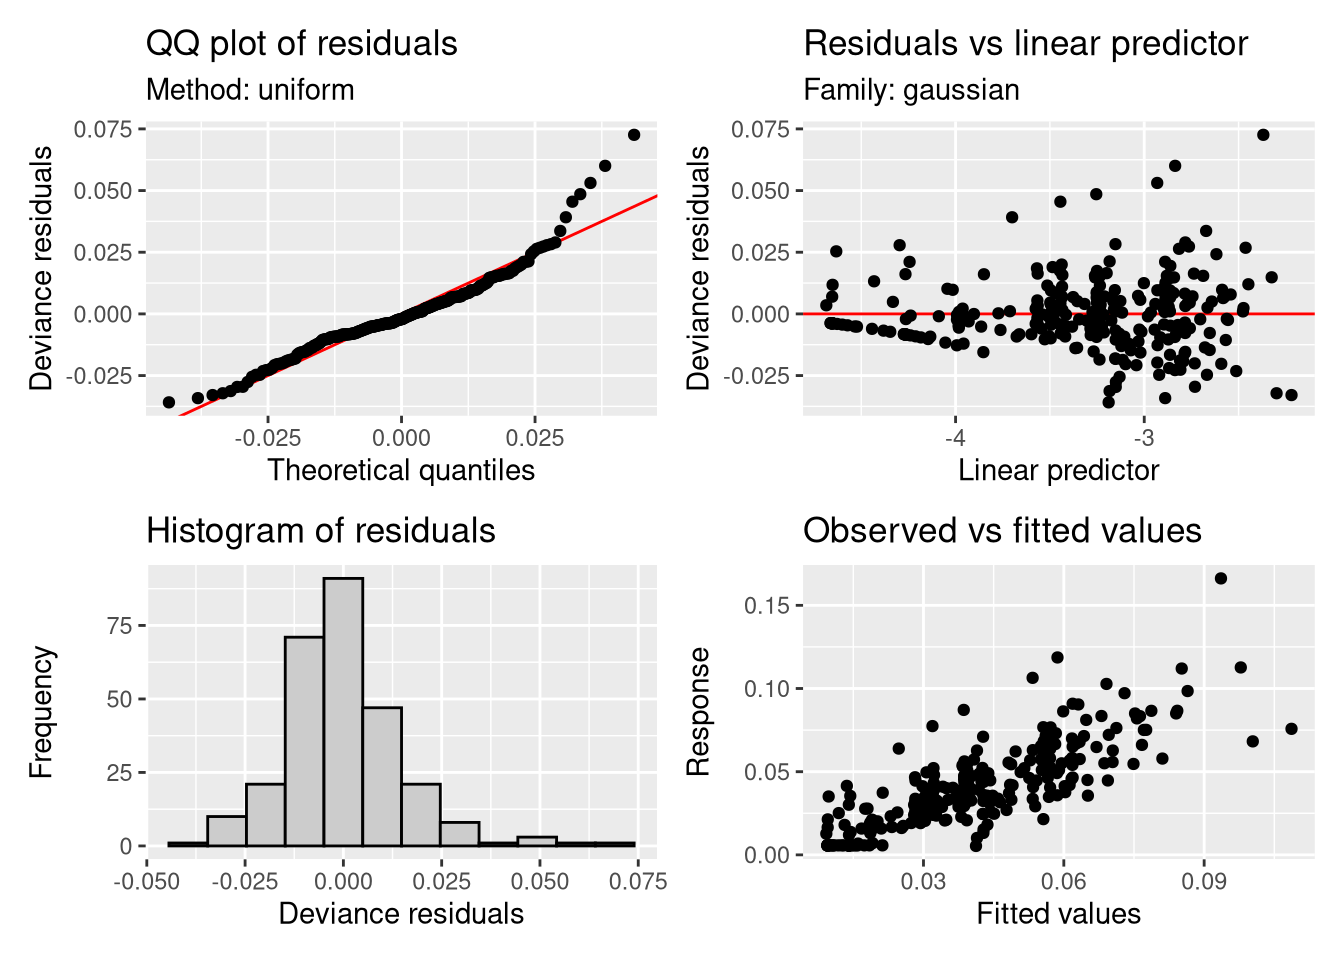 QQ plot of residuals
Method: uniform
0.075
0.050
0.025
0.000
-0.025
Deviance residuals
-0.025
0.000
0.025
Theoretical quantiles
Residuals vs linear predictor
Family: gaussian
0.075
0.050
0.025
0.000
-0.025
Deviance residuals
-4
-3
Linear predictor
Histogram of residuals
75
50
25
0
Frequency
-0.050
-0.025
0.000
0.025
0.050
0.075
Deviance residuals
Observed vs fitted values
0.15
0.10
0.05
0.00
Response
0.03
0.06
0.09
Fitted values